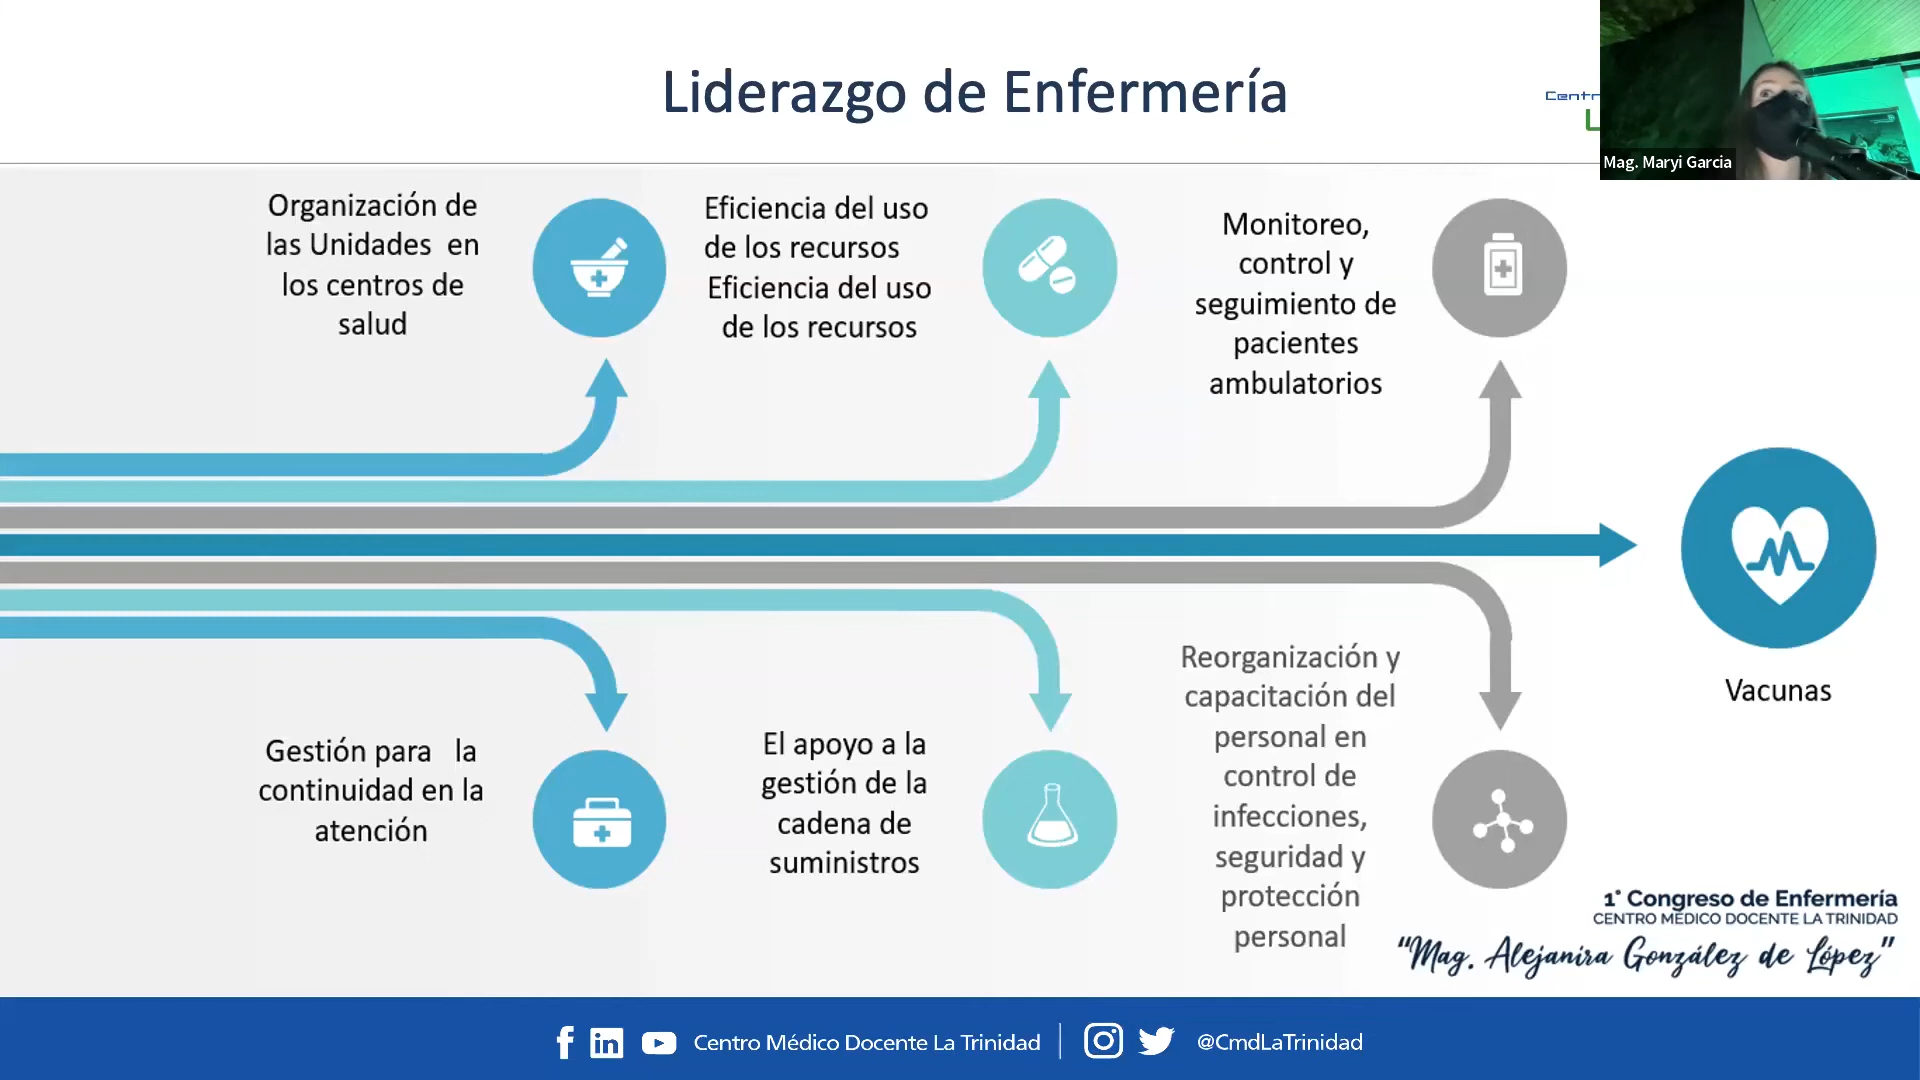 Liderazgo de Enfermería
Centr
L
Mag. Maryi Garcia
Organización de
las Unidades en
los centros de
salud
Eficiencia del uso
de los recursos
Eficiencia del uso
de los recursos
Monitoreo,
control y
seguimiento de
pacientes
ambulatorios
Vacunas
Gestión para la
continuidad en la
atención
El apoyo a la
gestión de la
cadena de
suministros
Reorganización y
capacitación del
personal en
control de
infecciones,
seguridad y
protección
personal
1° Congreso de Enfermería
CENTRO MÉDICO DOCENTE LA TRINIDAD
“Mag. Alejanira González de López”
Centro Médico Docente La Trinidad
@CmdLaTrinidad